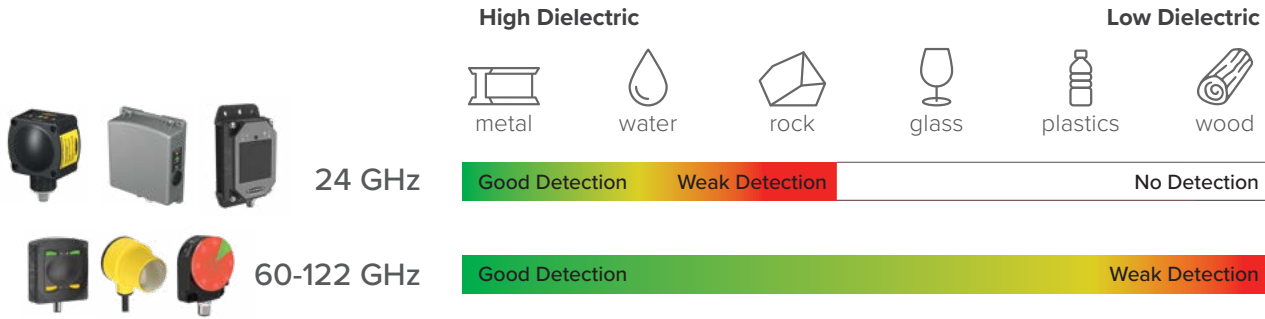 High Dielectric Low Dielectric
metal water rock glass plastics wood
24 GHz Good Detection Weak Detection No Detection
60-122 GHz Good Detection Weak Detection